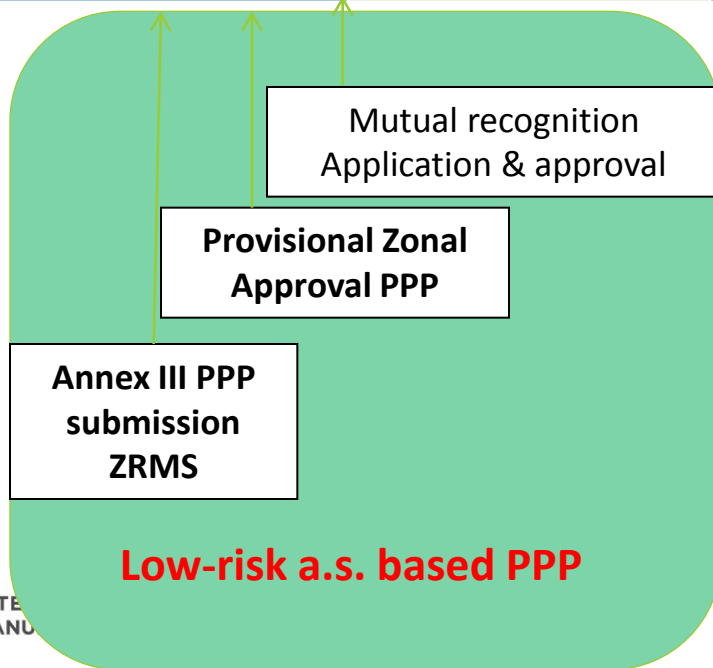 Mutual recognition
Application & approval
Provisional Zonal
Approval PPP
Annex III PPP
submission
ZRMS
Low-risk a.s. based PPP